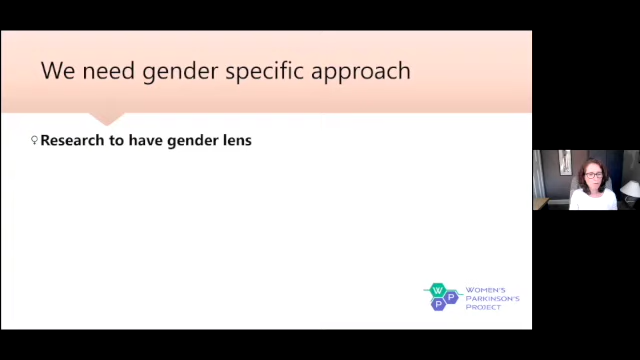 We need gender specific approach
♀ Research to have gender lens
W
P
P
WOMEN'S
PARKINSON'S
PROJECT